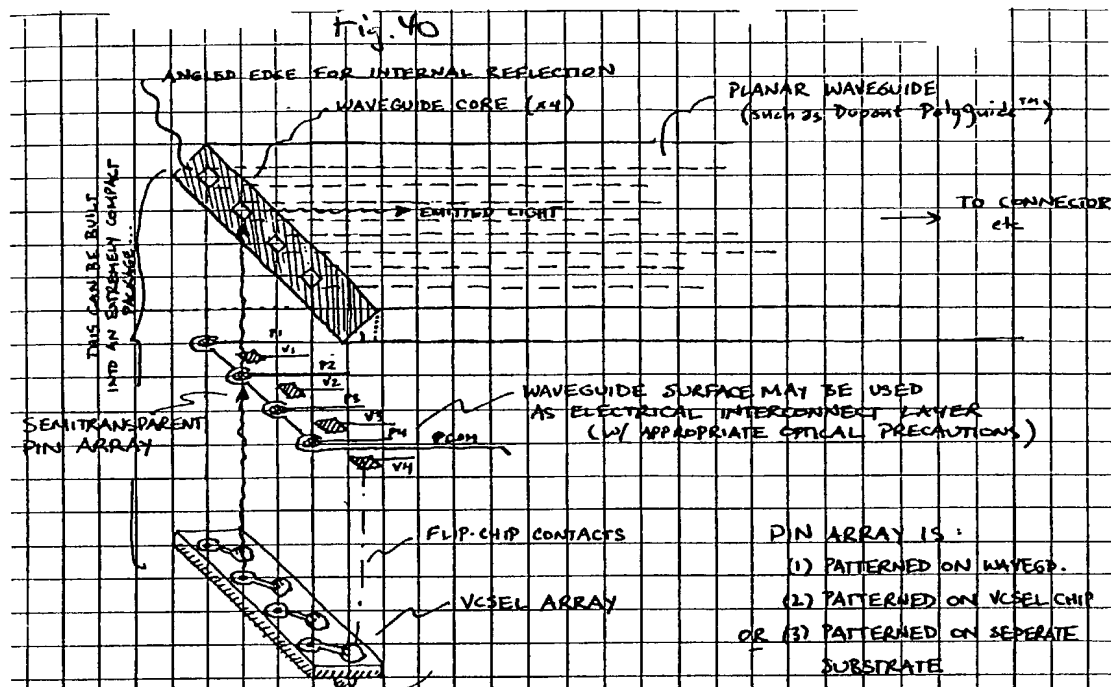 Fig. 40
ANGLED EDGE FOR INTERNAL REFLECTION
WAVEGUIDE CORE (x4)
PLANAR WAVEGUIDE
(such as Dupont Polyguide™)
THIS CAN BE BUILT
INTO AN EXTREMELY COMPACT
PACKAGE...
EMITTED LIGHT
TO CONNECTOR
etc
P1
V1
P2
V2
P3
V3
P4
PCOM
V4
SEMITRANSPARENT
PIN ARRAY
WAVEGUIDE SURFACE MAY BE USED
AS ELECTRICAL INTERCONNECT LAYER
(W/ APPROPRIATE OPTICAL PRECAUTIONS)
FLIP-CHIP CONTACTS
VCSEL ARRAY
PIN ARRAY IS:
(1) PATTERNED ON WAVEGD.
(2) PATTERNED ON VCSEL CHIP
OR (3) PATTERNED ON SEPERATE
SUBSTRATE